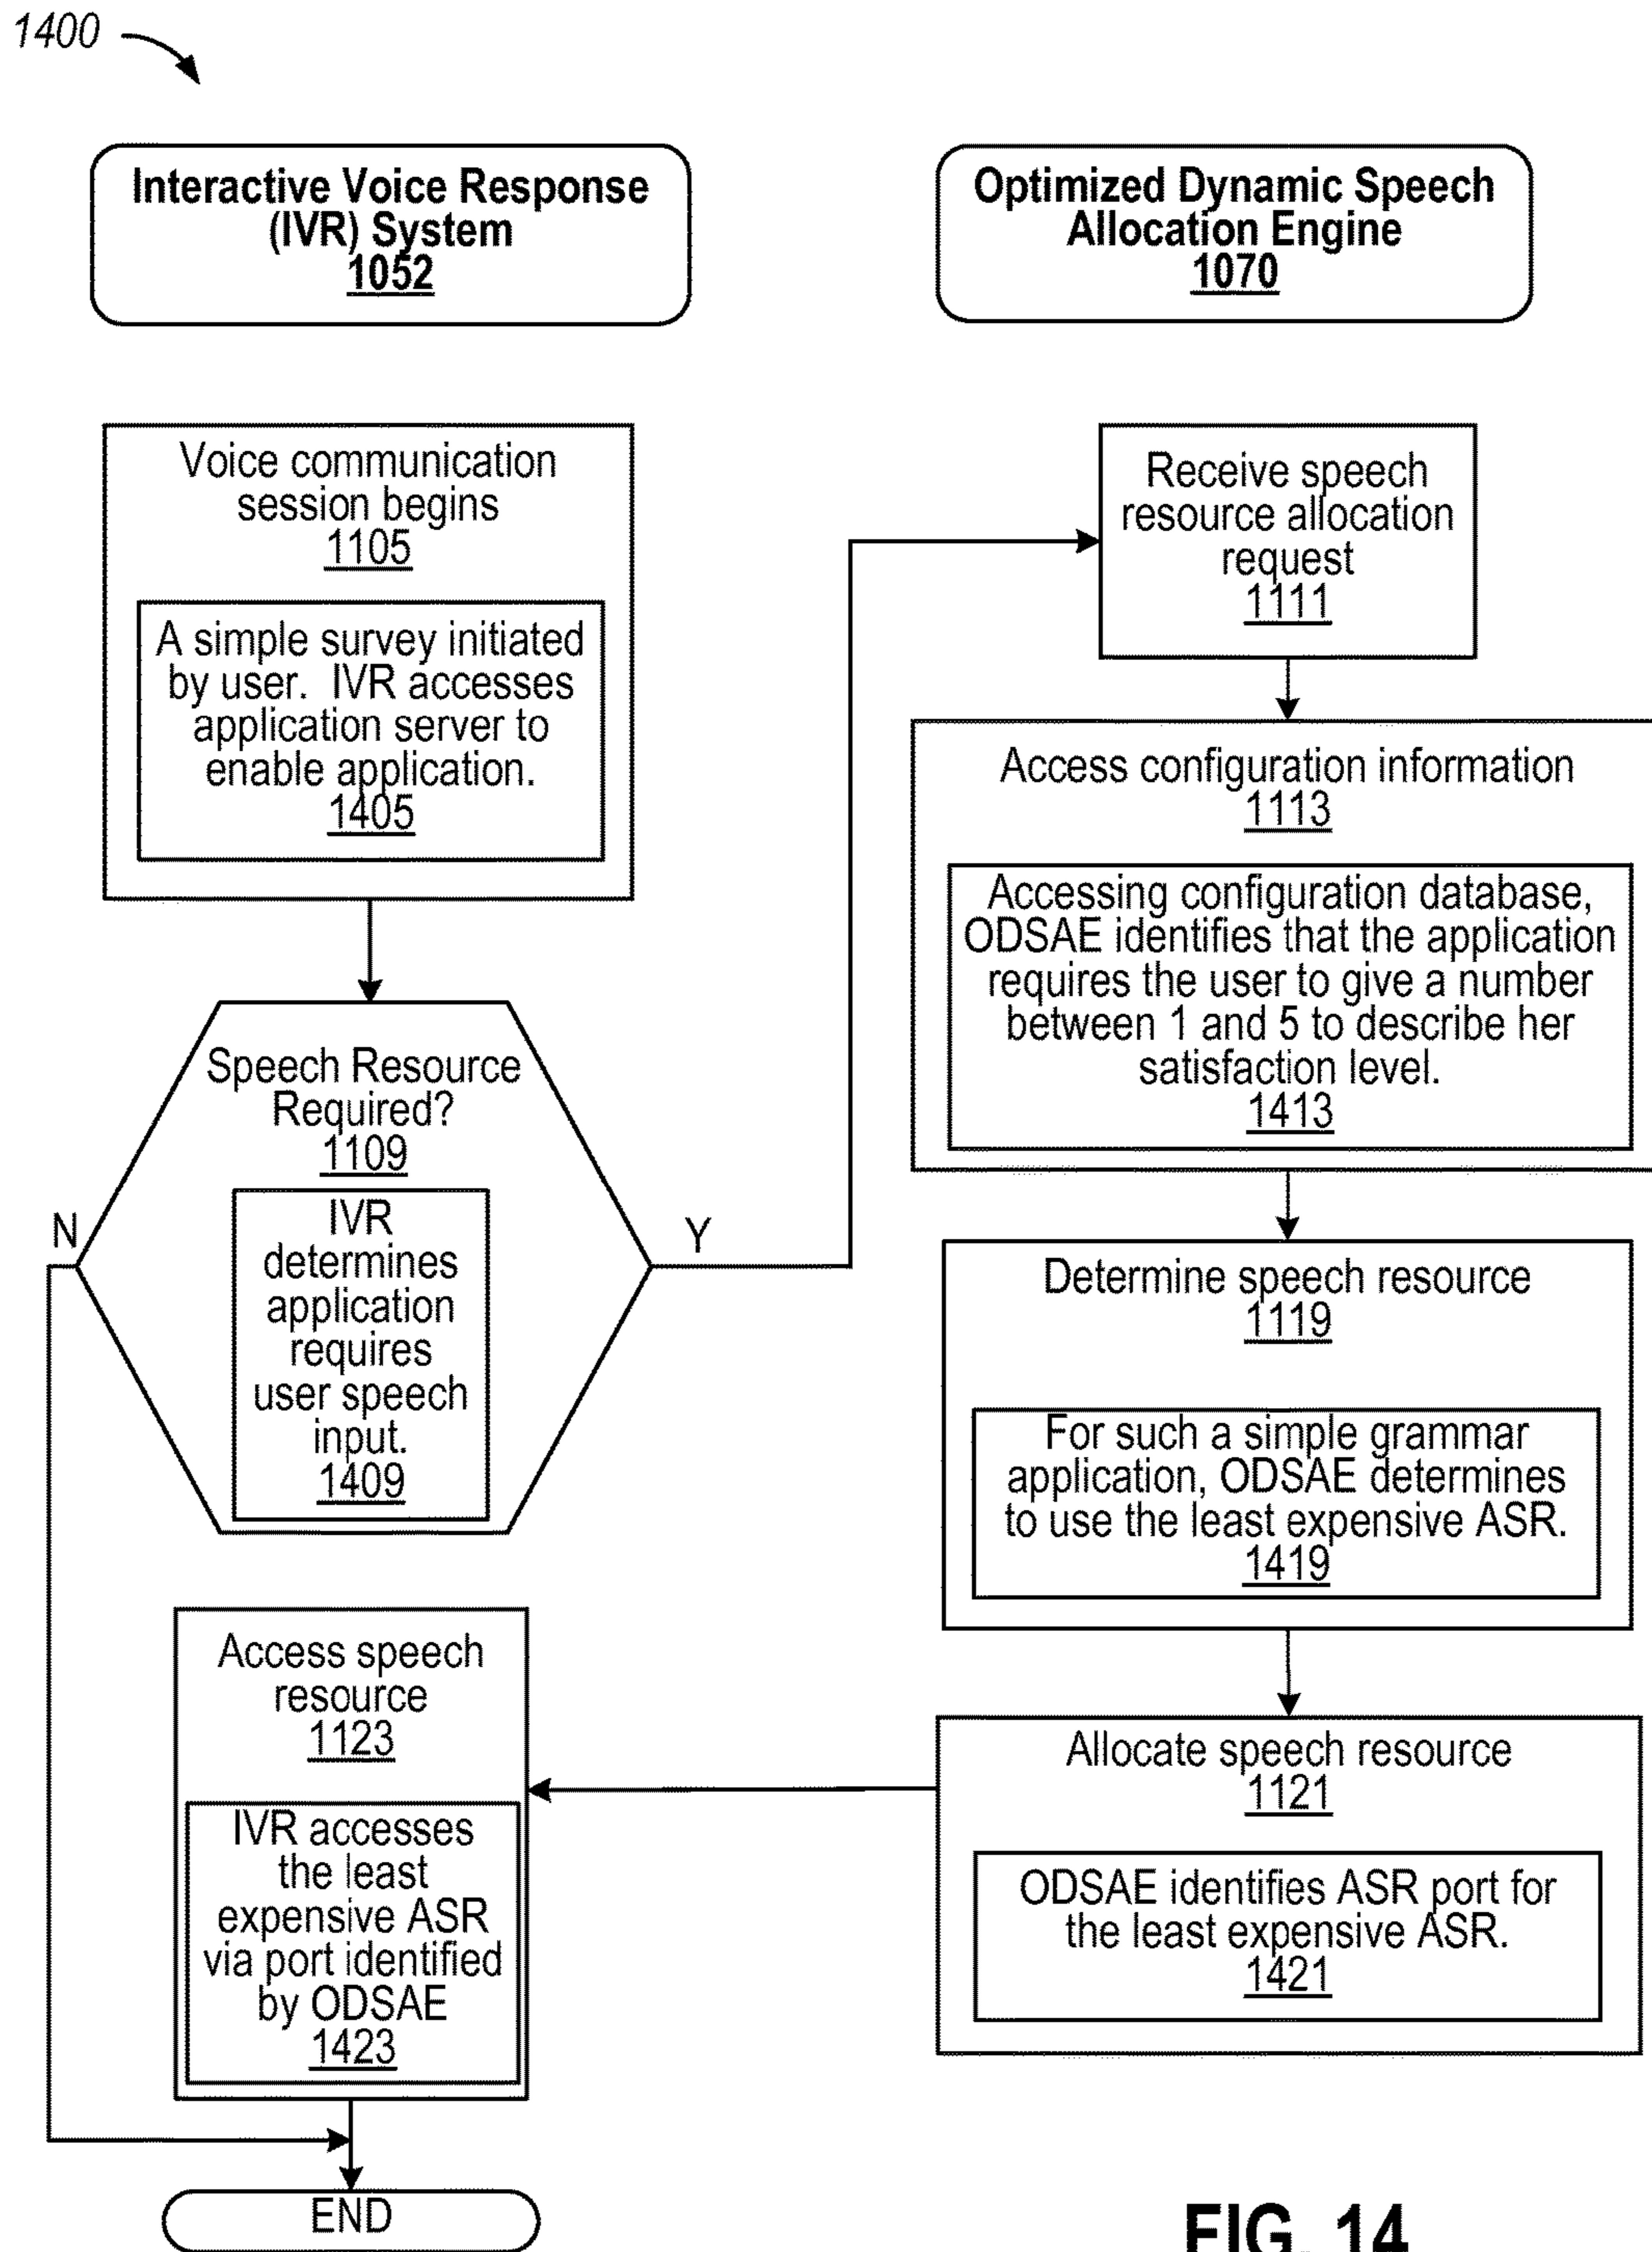 1400
Interactive Voice Response
(IVR) System
1052
Optimized Dynamic Speech
Allocation Engine
1070
Voice communication
session begins
1105
A simple survey initiated
by user. IVR accesses
application server to
enable application.
1405
Speech Resource
Required?
1109
IVR
determines
application
requires
user speech
input.
1409
N
Y
Receive speech
resource allocation
request
1111
Access configuration information
1113
Accessing configuration database,
ODSAE identifies that the application
requires the user to give a number
between 1 and 5 to describe her
satisfaction level.
1413
Determine speech resource
1119
For such a simple grammar
application, ODSAE determines
to use the least expensive ASR.
1419
Allocate speech resource
1121
ODSAE identifies ASR port for
the least expensive ASR.
1421
Access speech
resource
1123
IVR accesses
the least
expensive ASR
via port identified
by ODSAE
1423
END
FIG. 14